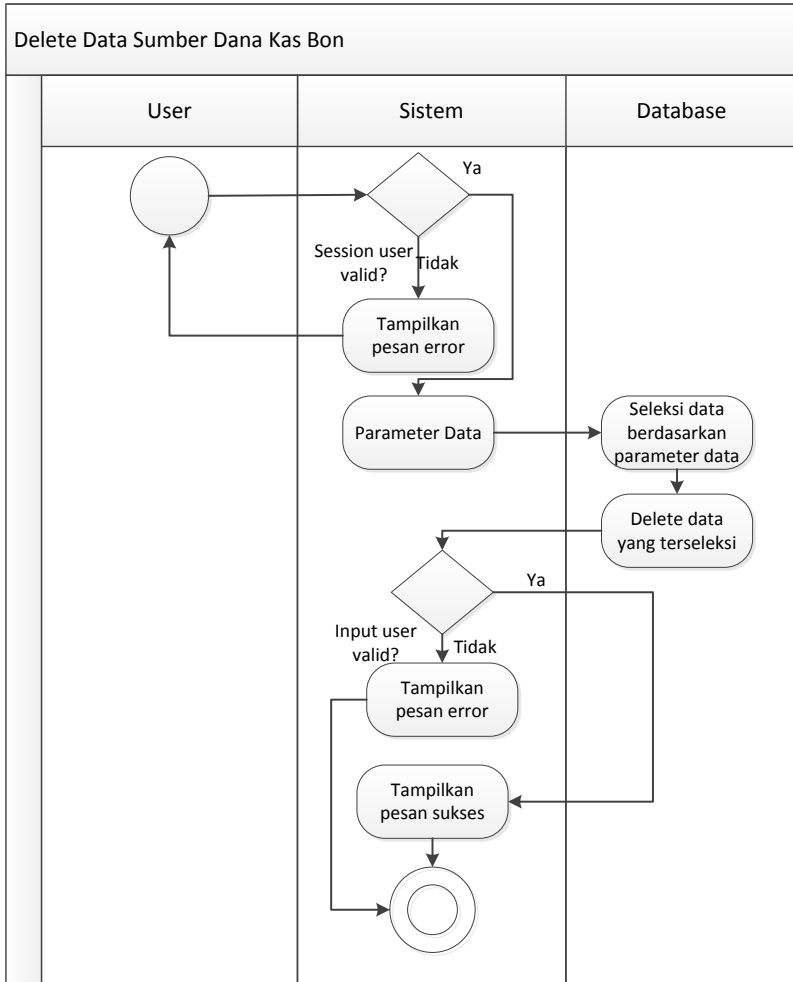 Delete Data Sumber Dana Kas Bon
User
Sistem
Database
Ya
Session user
valid?
Tidak
Tampilkan
pesan error
Parameter Data
Seleksi data
berdasarkan
parameter data
Delete data
yang terseleksi
Ya
Input user
valid?
Tidak
Tampilkan
pesan error
Tampilkan
pesan sukses